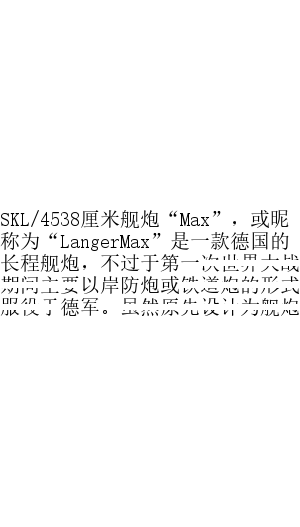 SKL/4538厘米舰炮“Max”，或昵
称为“LangerMax”是一款德国的
长程舰炮，不过于第一次世界大战
期间主要以岸防炮或铁道炮的形式
服役于德军。虽然原先设计为舰炮